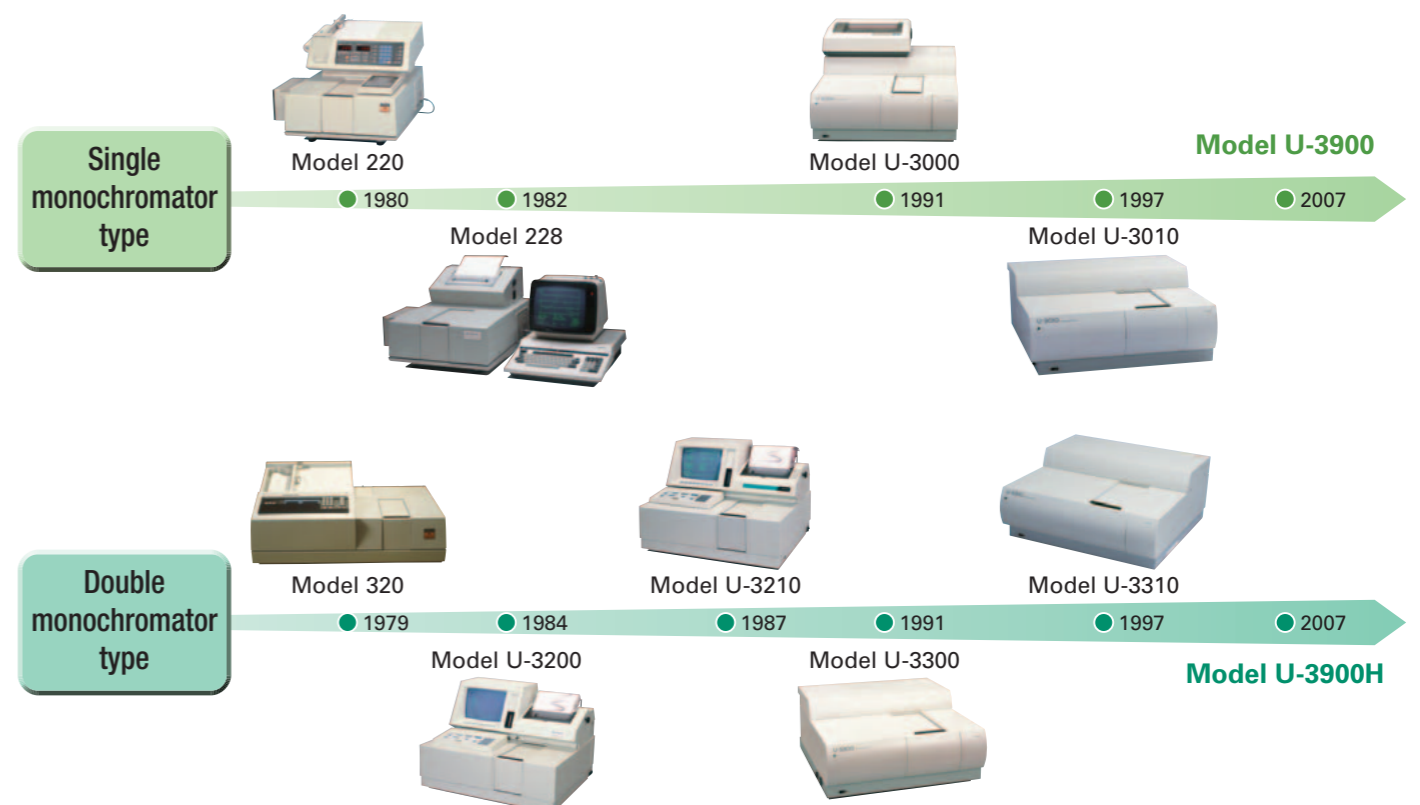 Model 220
Model U-3000
Model U-3900
Single
monochromator
type
1980
1982
1991
1997
2007
Model 228
Model U-3010
Model 320
Model U-3210
Model U-3310
Double
monochromator
type
1979
1984
1987
1991
1997
2007
Model U-3200
Model U-3300
Model U-3900H